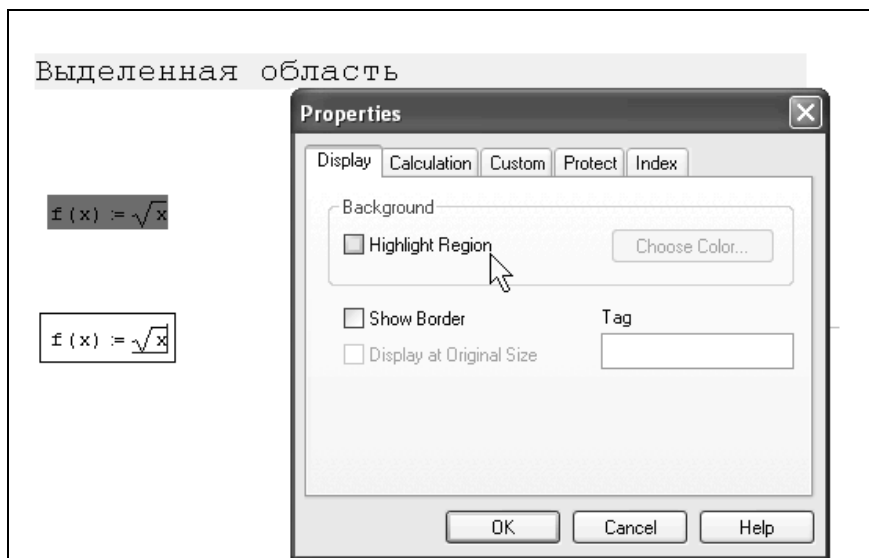 Выделенная область
Properties
Display Calculation Custom Protect Index
Background
Highlight Region Choose Color...
f(x) := √x
Show Border Tag
f(x) := √x
Display at Original Size
OK Cancel Help